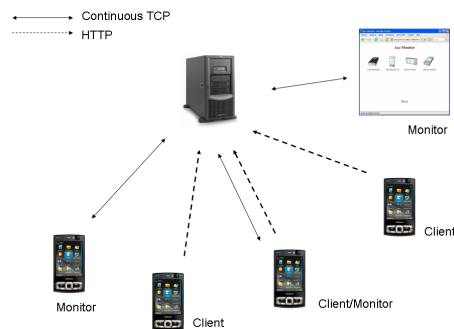 Continuous TCP
HTTP
Monitor
Client
Monitor
Client/Monitor
Client